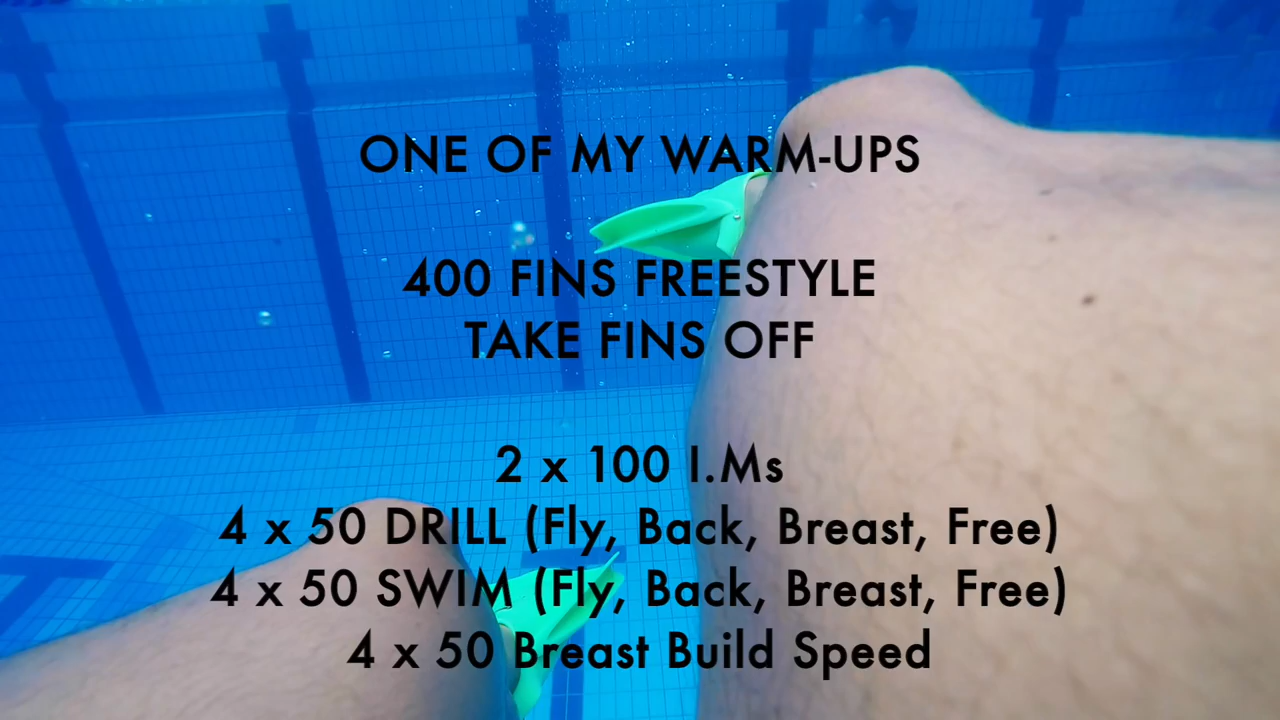 ONE OF MY WARM-UPS
400 FINS FREESTYLE
TAKE FINS OFF
2 x 100 I.Ms
4 x 50 DRILL (Fly, Back, Breast, Free)
4 x 50 SWIM (Fly, Back, Breast, Free)
4 x 50 Breast Build Speed